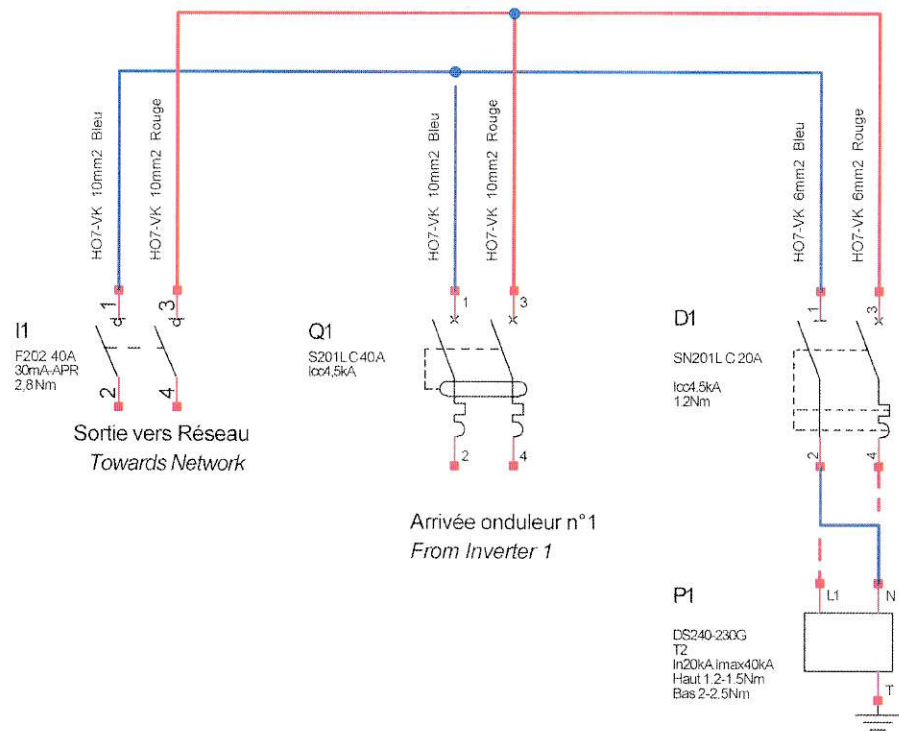 HO7-VK 10mm2 Bleu
HO7-VK 10mm2 Rouge
HO7-VK 10mm2 Bleu
HO7-VK 10mm2 Rouge
HO7-VK 6mm2 Bleu
HO7-VK 6mm2 Rouge
I1
F202 40A
30mA-APR
2,8Nm
1
3
2
4
Sortie vers Réseau
Towards Network
Q1
S201L C 40A
Icc4,5kA
1
3
2
4
Arrivée onduleur n°1
From Inverter 1
D1
SN201L C 20A
Icc4.5kA
1.2Nm
1
3
2
4
P1
DS240-230G
T2
In20kA Imax40kA
Haut 1.2-1.5Nm
Bas 2-2.5Nm
L1
N
T